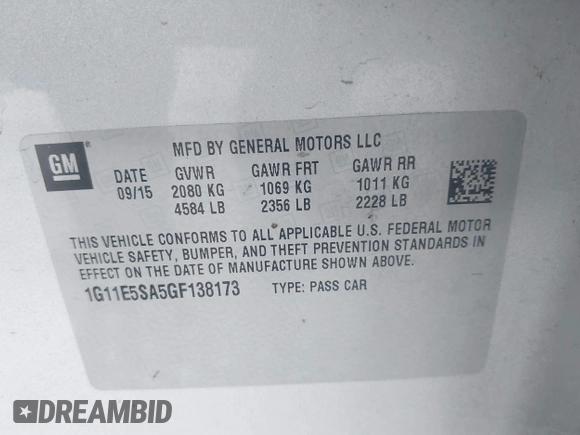 MFD BY GENERAL MOTORS LLC
GM ®
DATE GVWR GAWR FRT GAWR RR
09/15 2080 KG 1069 KG 1011 KG
4584 LB 2356 LB 2228 LB
THIS VEHICLE CONFORMS TO ALL APPLICABLE U.S. FEDERAL MOTOR
VEHICLE SAFETY, BUMPER, AND THEFT PREVENTION STANDARDS IN
EFFECT ON THE DATE OF MANUFACTURE SHOWN ABOVE.
1G11E5SA5GF138173 TYPE: PASS CAR
DREAMBID